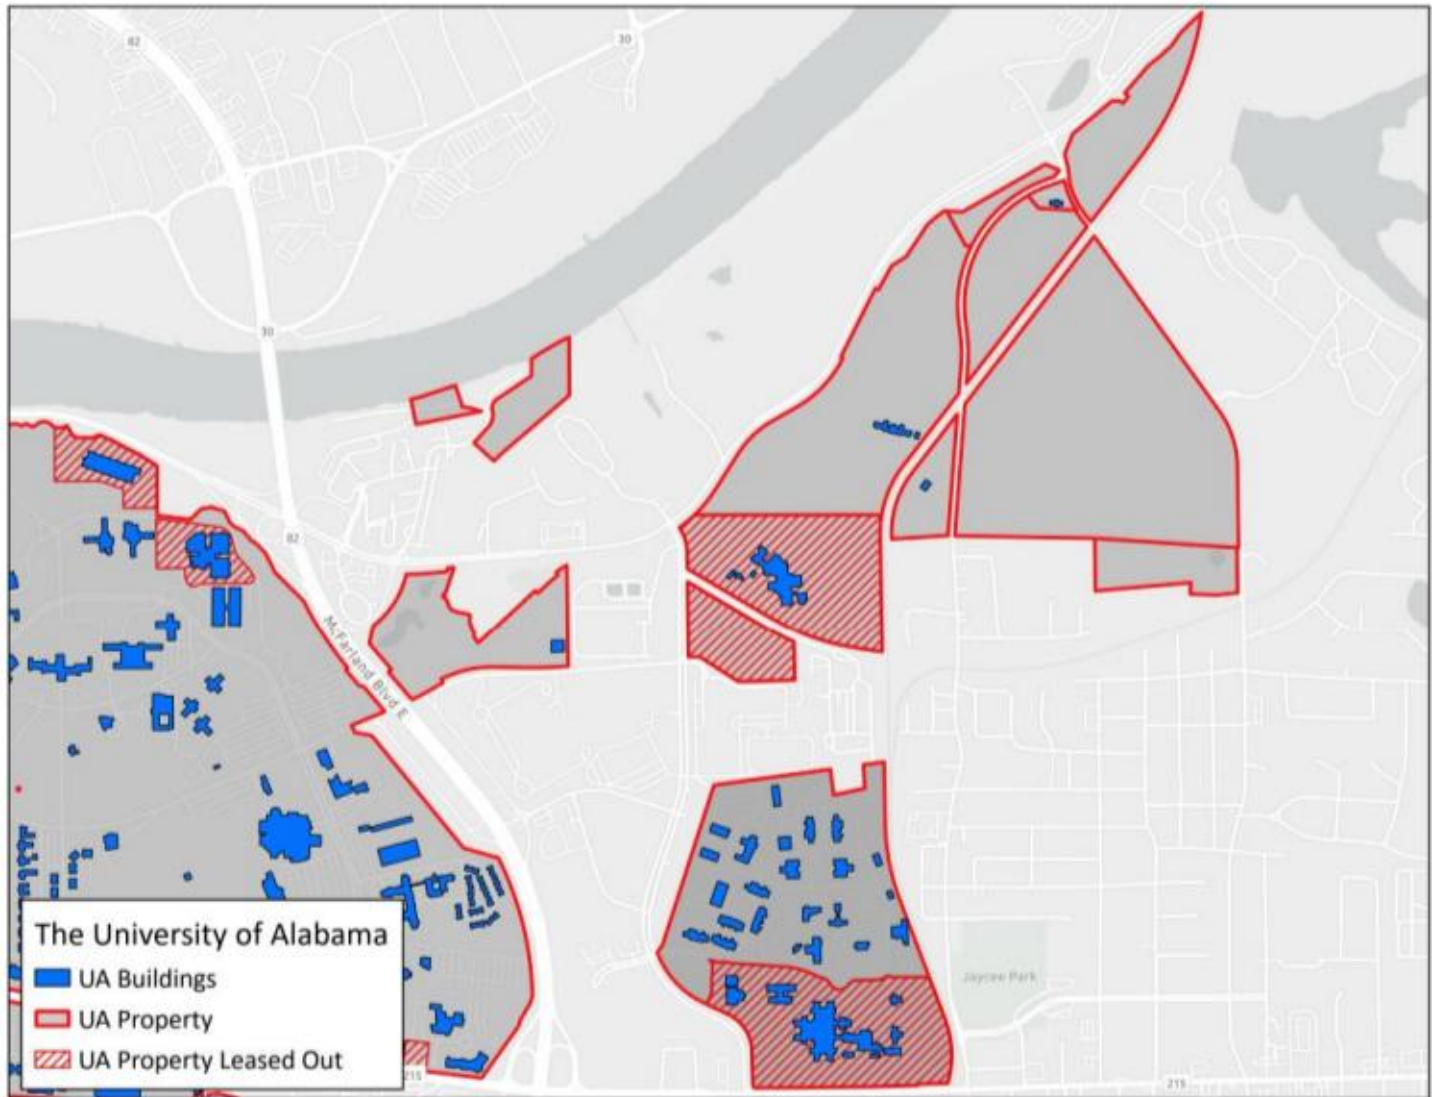 82
30
30
82
McFarland Blvd E
Jaycee Park
The University of Alabama
UA Buildings
UA Property
UA Property Leased Out
215
215